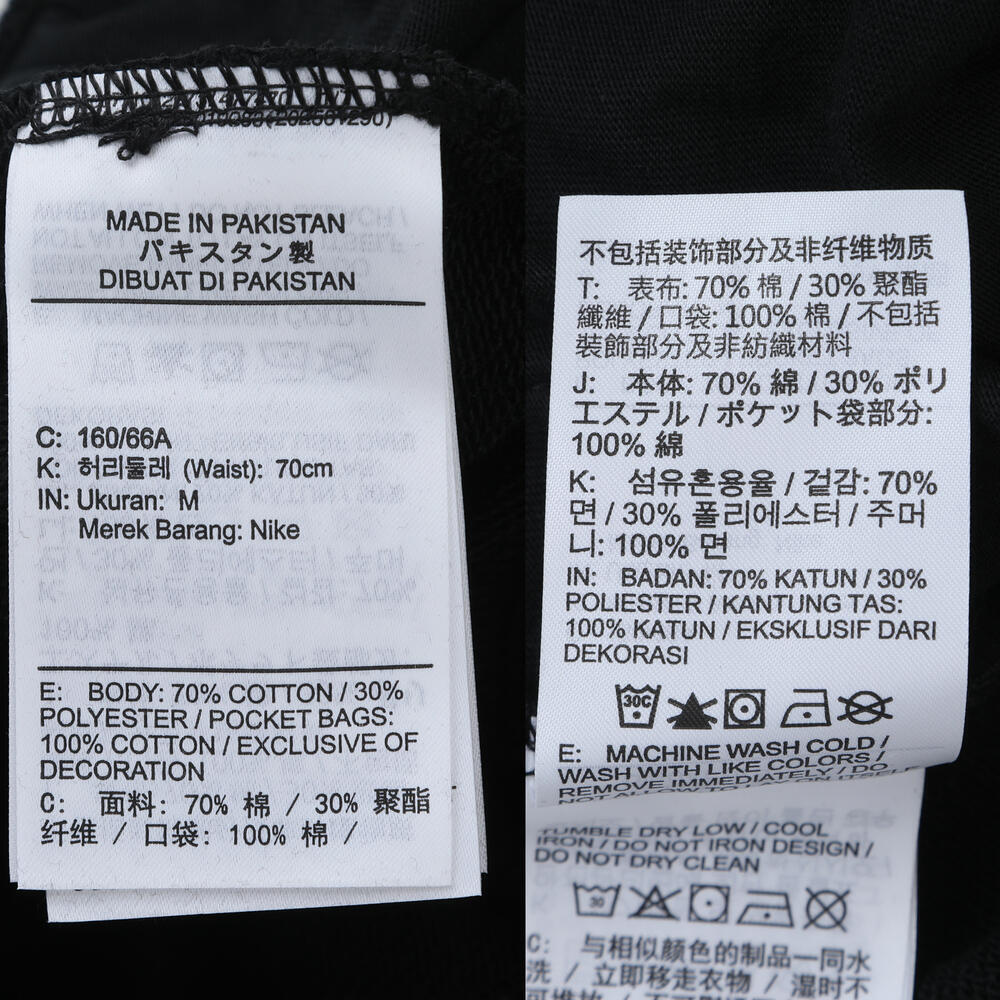 MADE IN PAKISTAN
パキスタン製
DIBUAT DI PAKISTAN
C: 160/66A
K: 허리둘레 (Waist): 70cm
IN: Ukuran: M
Merek Barang: Nike
E: BODY: 70% COTTON / 30%
POLYESTER / POCKET BAGS:
100% COTTON / EXCLUSIVE OF
DECORATION
C: 面料: 70% 棉 / 30% 聚酯
纤维 / 口袋: 100% 棉 /
不包括装饰部分及非纤维物质
T: 表布: 70% 棉 / 30% 聚酯
纖維 / 口袋: 100% 棉 / 不包括
裝飾部分及非紡織材料
J: 本体: 70% 綿 / 30% ポリ
エステル / ポケット袋部分:
100% 綿
K: 섬유혼용율 / 겉감: 70%
면 / 30% 폴리에스터 / 주머
니: 100% 면
IN: BADAN: 70% KATUN / 30%
POLIESTER / KANTUNG TAS:
100% KATUN / EKSKLUSIF DARI
DEKORASI
30C
E: MACHINE WASH COLD /
WASH WITH LIKE COLORS /
REMOVE IMMEDIATELY / DO
NOT ALLOW TO LAY ON ITSELF
TUMBLE DRY LOW / COOL
IRON / DO NOT IRON DESIGN /
DO NOT DRY CLEAN
30
C: 与相似颜色的制品一同水
洗 / 立即移走衣物 / 湿时不